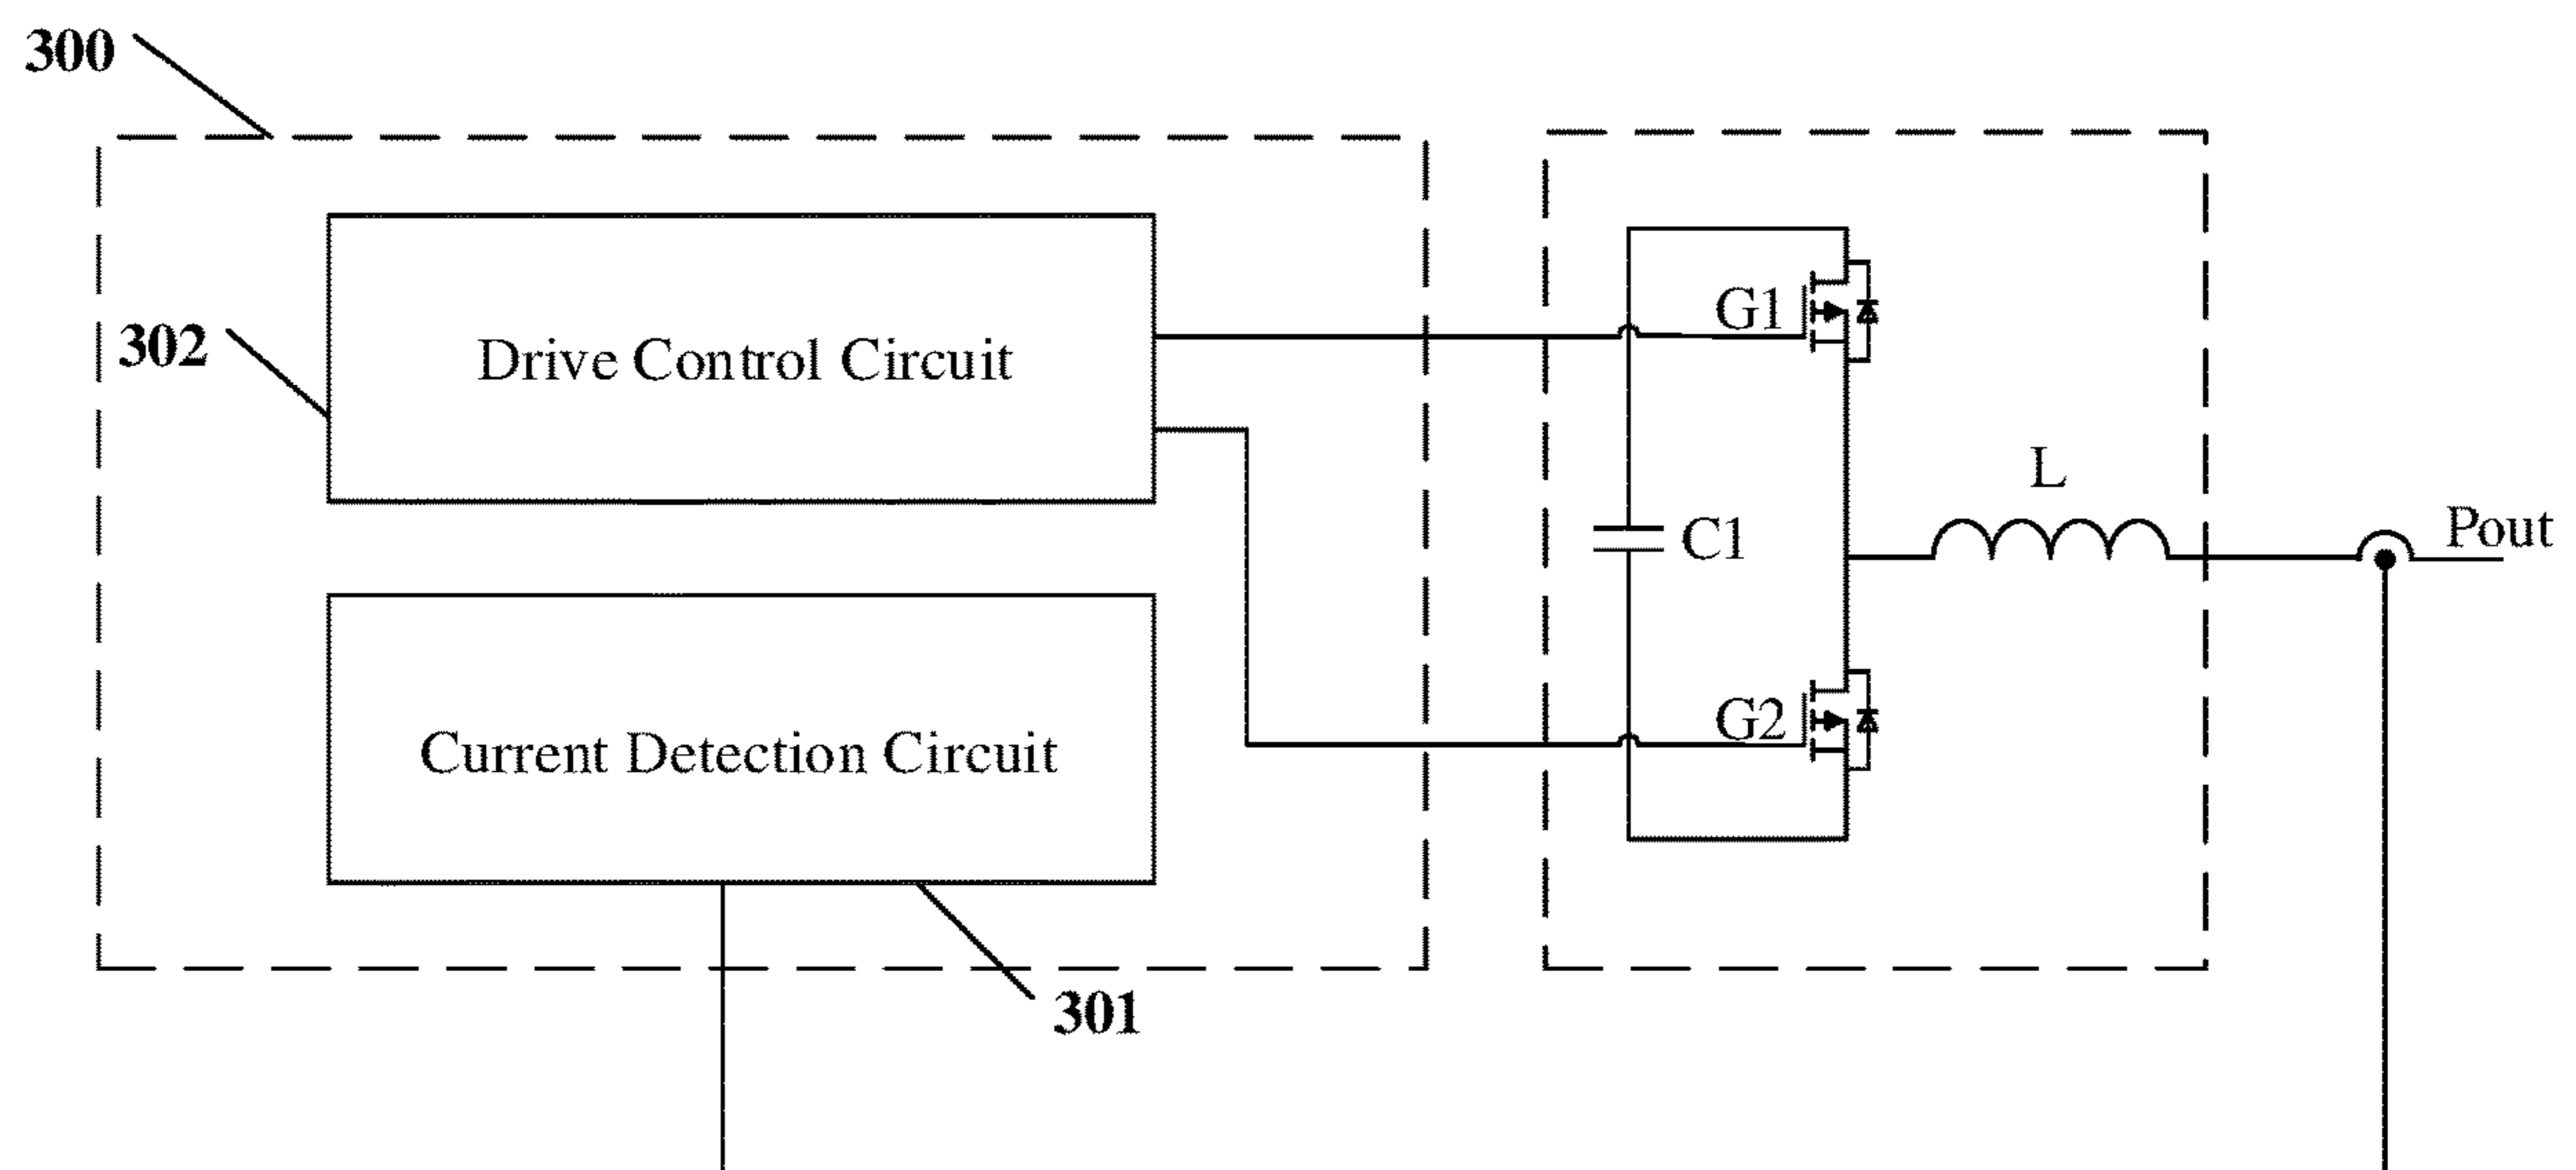 300
302
Drive Control Circuit
G1
L
C1
Pout
G2
Current Detection Circuit
301